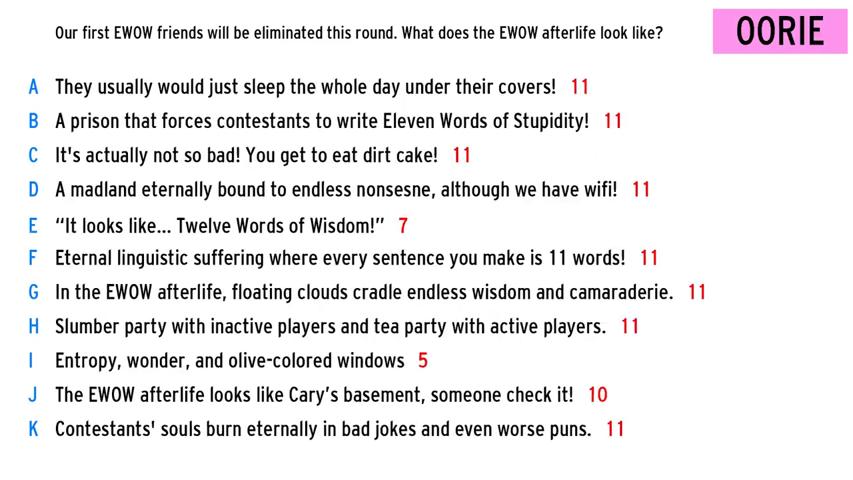 Our first EWOW friends will be eliminated this round. What does the EWOW afterlife look like? OORIE
A They usually would just sleep the whole day under their covers! 11
B A prison that forces contestants to write Eleven Words of Stupidity! 11
C It's actually not so bad! You get to eat dirt cake! 11
D A madland eternally bound to endless nonsesne, although we have wifi! 11
E “It looks like... Twelve Words of Wisdom!” 7
F Eternal linguistic suffering where every sentence you make is 11 words! 11
G In the EWOW afterlife, floating clouds cradle endless wisdom and camaraderie. 11
H Slumber party with inactive players and tea party with active players. 11
I Entropy, wonder, and olive-colored windows 5
J The EWOW afterlife looks like Cary’s basement, someone check it! 10
K Contestants' souls burn eternally in bad jokes and even worse puns. 11